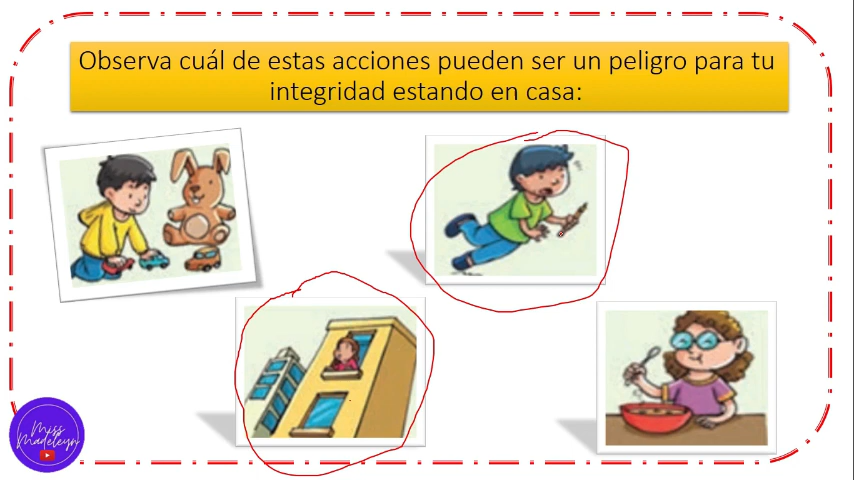 Observa cuál de estas acciones pueden ser un peligro para tu
integridad estando en casa:
Miss
Madeleyn